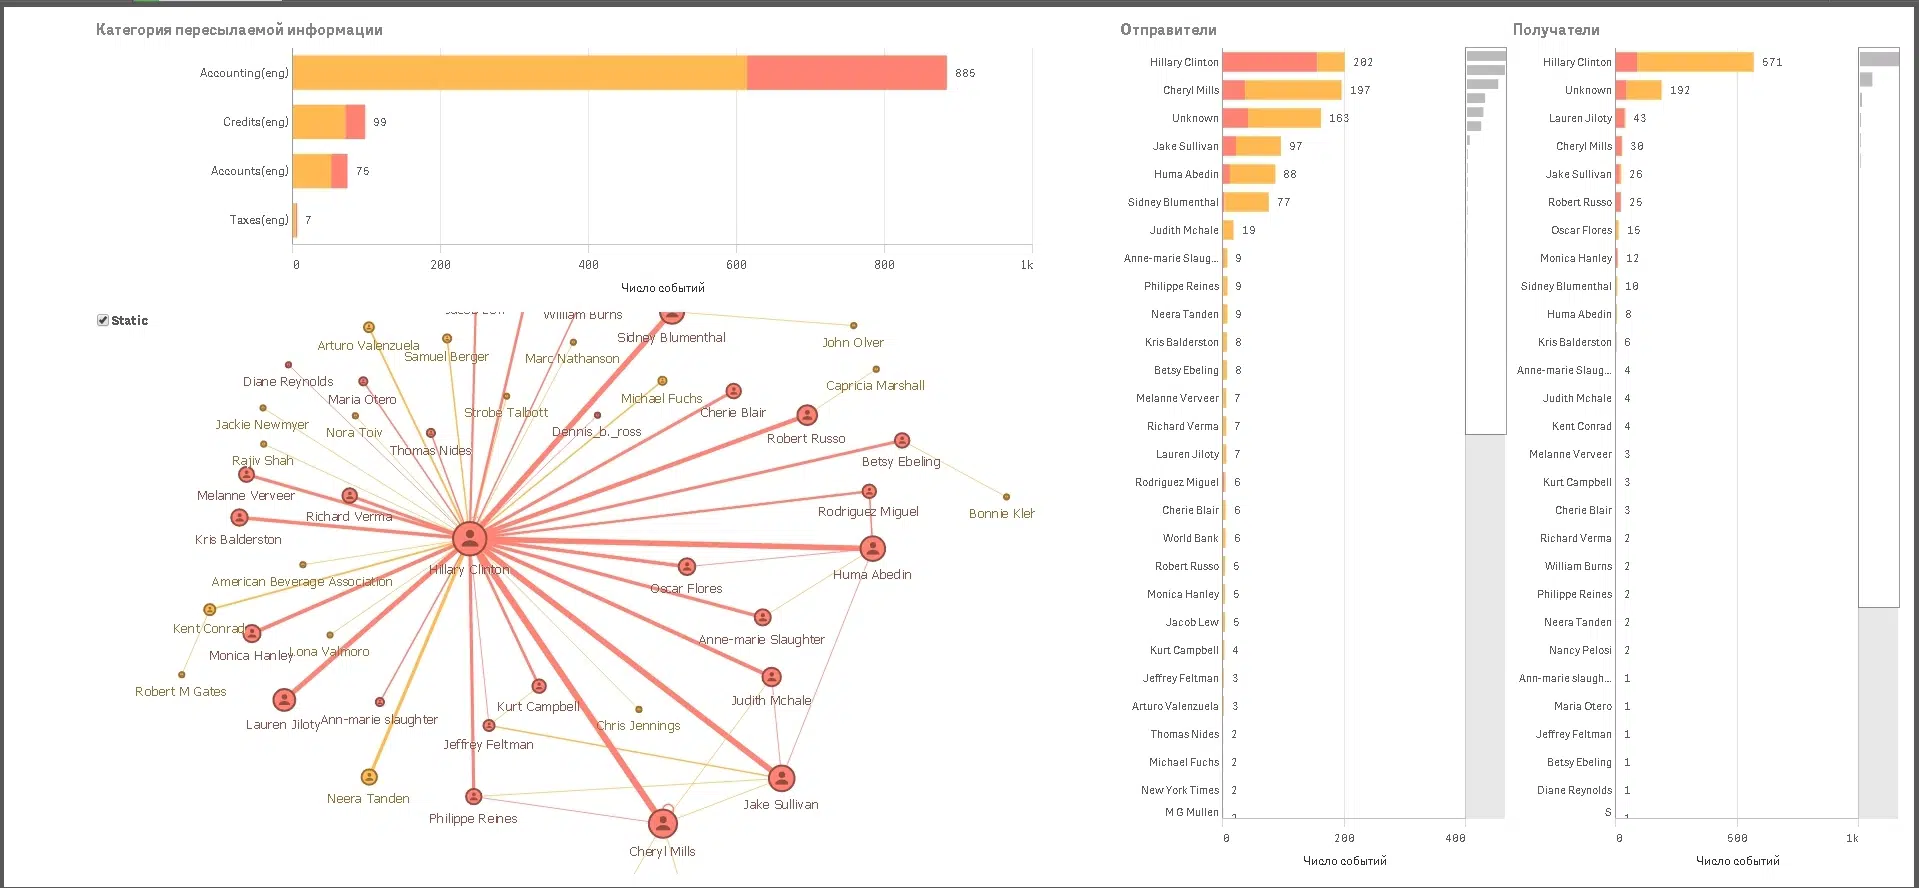 Категория пересылаемой информации
Accounting(eng) 885
Credits(eng) 99
Accounts(eng) 75
Taxes(eng) 7
0 200 400 600 800 1k
Число событий
Static
William Burns
Sidney Blumenthal
John Olver
Arturo Valenzuela
Samuel Berger
Marc Nathanson
Diane Reynolds
Maria Otero
Michael Fuchs
Cherie Blair
Capricia Marshall
Jackie Newmyer
Nora Toiv
Strobe Talbott
Dennis_b._ross
Robert Russo
Thomas Nides
Rajiv Shah
Betsy Ebeling
Melanne Verveer
Richard Verma
Rodriguez Miguel
Bonnie Kleh
Kris Balderston
Hillary Clinton
Huma Abedin
American Beverage Association
Oscar Flores
Kent Conrad
Anne-marie Slaughter
Monica Hanley
Lona Valmoro
Robert M Gates
Judith Mchale
Lauren Jiloty
Ann-marie slaughter
Kurt Campbell
Chris Jennings
Jeffrey Feltman
Neera Tanden
Jake Sullivan
Philippe Reines
Cheryl Mills
Отправители
Hillary Clinton 202
Cheryl Mills 197
Unknown 163
Jake Sullivan 97
Huma Abedin 88
Sidney Blumenthal 77
Judith Mchale 19
Anne-marie Slaug... 9
Philippe Reines 9
Neera Tanden 9
Kris Balderston 8
Betsy Ebeling 8
Melanne Verveer 7
Richard Verma 7
Lauren Jiloty 7
Rodriguez Miguel 6
Cherie Blair 6
World Bank 6
Robert Russo 5
Monica Hanley 5
Jacob Lew 5
Kurt Campbell 4
Jeffrey Feltman 3
Arturo Valenzuela 3
Thomas Nides 2
Michael Fuchs 2
New York Times 2
M G Mullen
0 200 400
Число событий
Получатели
Hillary Clinton 571
Unknown 192
Lauren Jiloty 43
Cheryl Mills 30
Jake Sullivan 26
Robert Russo 25
Oscar Flores 15
Monica Hanley 12
Sidney Blumenthal 10
Huma Abedin 8
Kris Balderston 6
Anne-marie Slaug... 4
Judith Mchale 4
Kent Conrad 4
Melanne Verveer 3
Kurt Campbell 3
Cherie Blair 3
Richard Verma 2
William Burns 2
Philippe Reines 2
Neera Tanden 2
Nancy Pelosi 2
Ann-marie slaugh... 1
Maria Otero 1
Jeffrey Feltman 1
Betsy Ebeling 1
Diane Reynolds 1
S
0 500 1k
Число событий